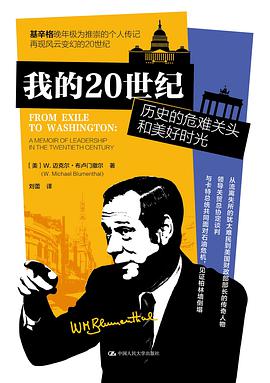 基辛格晚年极为推崇的个人传记
再现风云变幻的20世纪
我的20世纪
历史的危难关头
和美好时光
FROM EXILE
TO WASHINGTON:
A MEMOIR OF LEADERSHIP
IN THE TWENTIETH CENTURY
[美] W. 迈克尔·布卢门撒尔 著
(W. Michael Blumenthal)
刘蕾 译
从流离失所的犹太难民到美国财政部部长的传奇人物
领导关贸总协定谈判
与卡特总统共同面对石油危机，见证柏林墙倒塌
WMBlumenthal
中国人民大学出版社